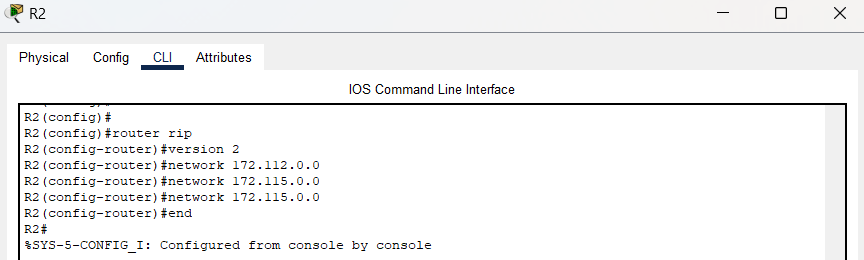 R2
Physical Config CLI Attributes
IOS Command Line Interface
R2(config)#
R2(config)#router rip
R2(config-router)#version 2
R2(config-router)#network 172.112.0.0
R2(config-router)#network 172.115.0.0
R2(config-router)#network 172.115.0.0
R2(config-router)#end
R2#
%SYS-5-CONFIG_I: Configured from console by console